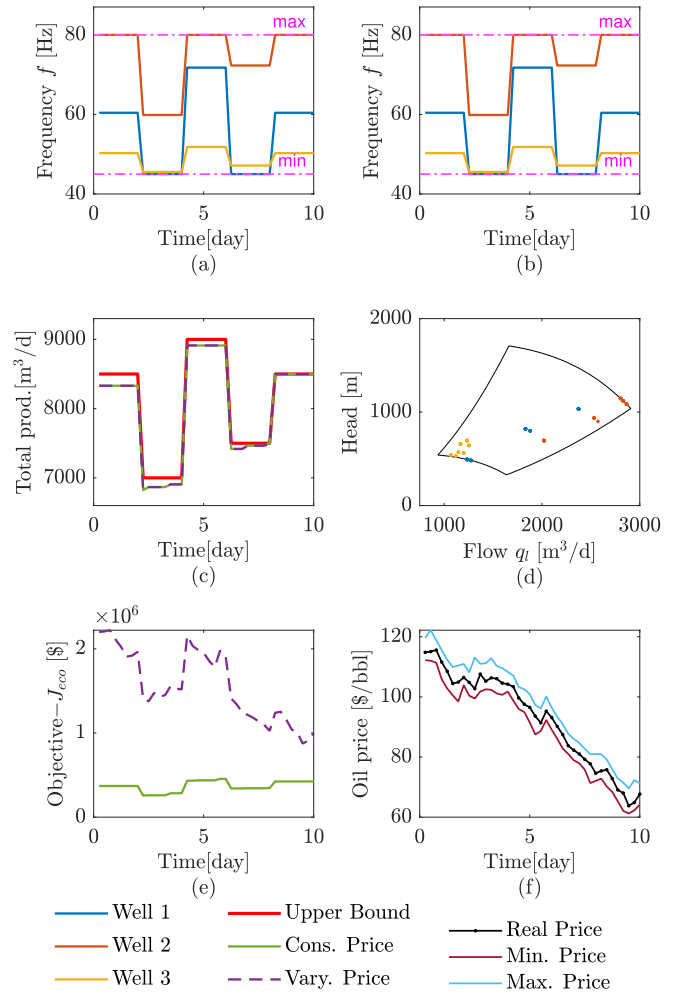 80
60
40
Frequency f [Hz]
max
min
0
5
10
Time[day]
(a)
80
60
40
Frequency f [Hz]
max
min
0
5
10
Time[day]
(b)
9000
8000
7000
Total prod.[m³/d]
0
5
10
Time[day]
(c)
2000
1000
0
Head [m]
1000
2000
3000
Flow qₗ [m³/d]
(d)
×10⁶
2
1
0
Objective−J_eco [$]
0
5
10
Time[day]
(e)
120
100
80
60
Oil price [$/bbl]
0
5
10
Time[day]
(f)
Well 1
Well 2
Well 3
Upper Bound
Cons. Price
Vary. Price
Real Price
Min. Price
Max. Price